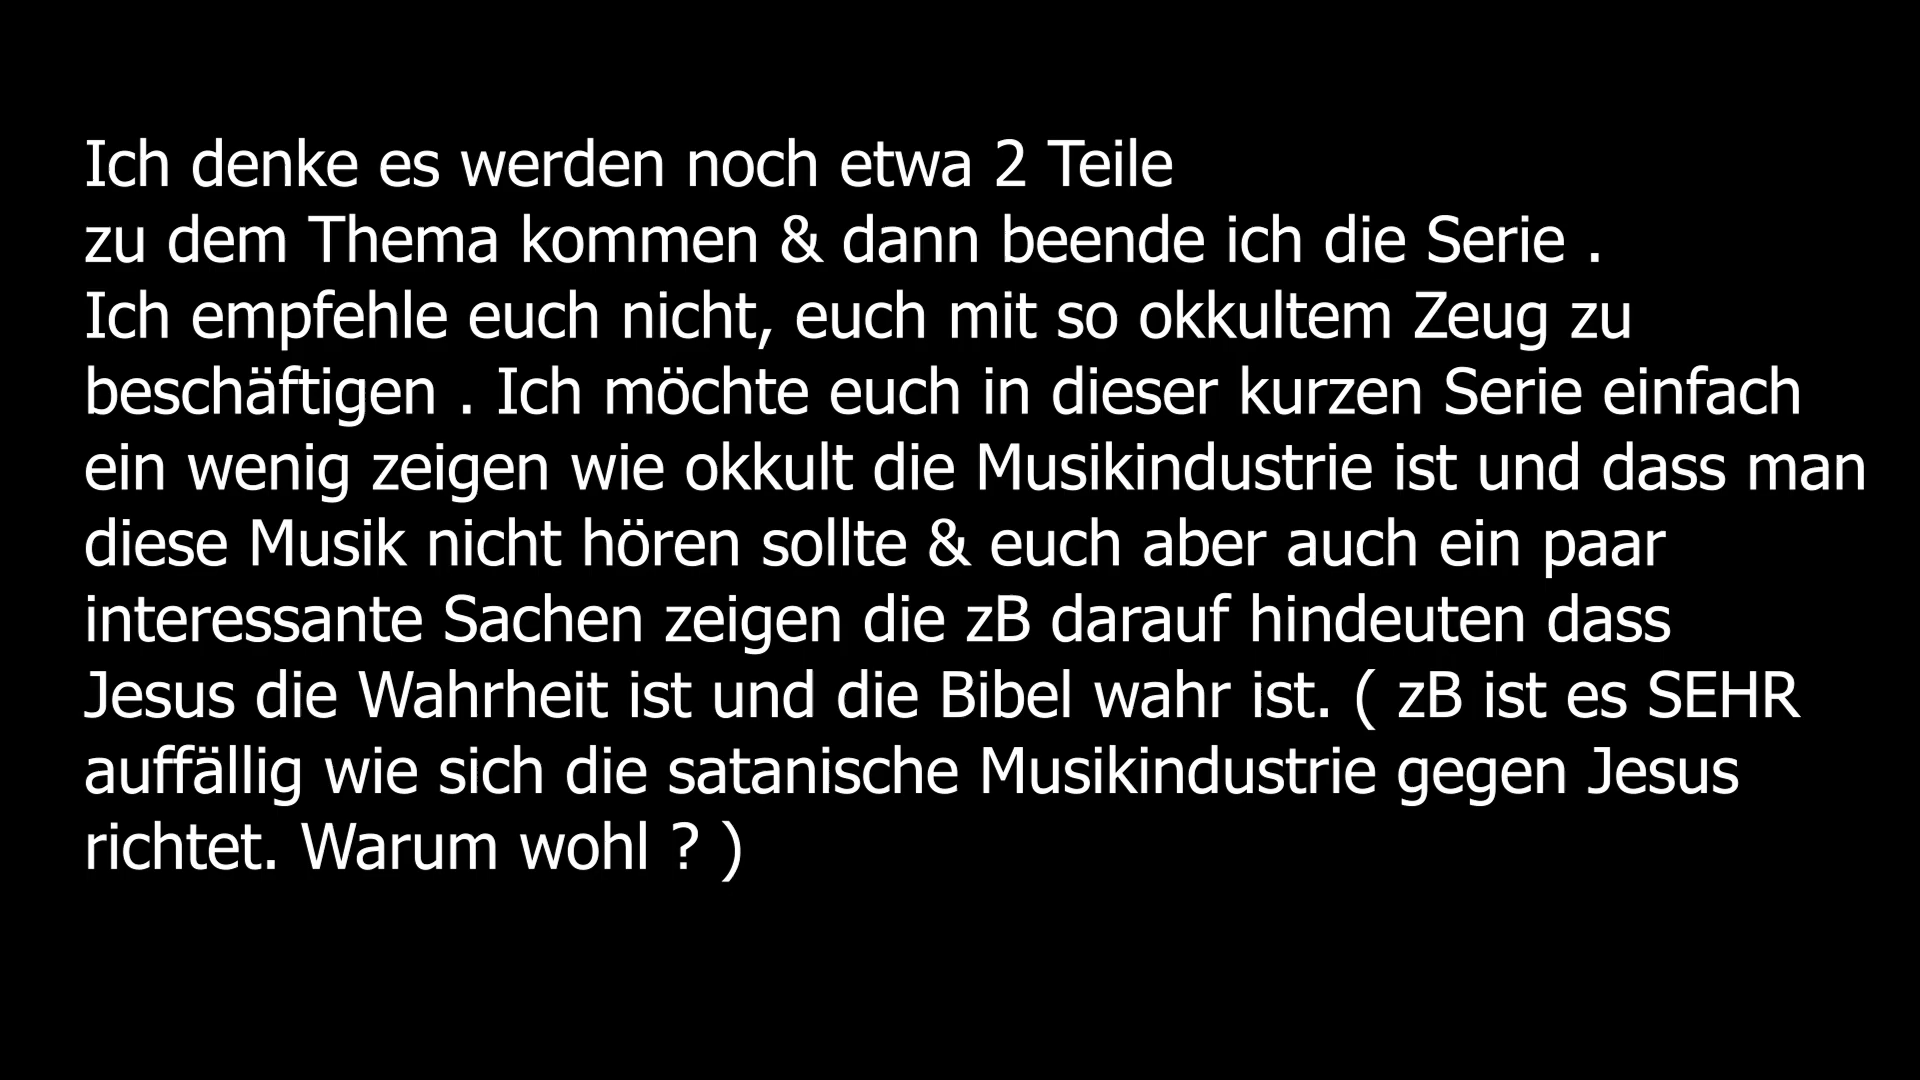 Ich denke es werden noch etwa 2 Teile
zu dem Thema kommen & dann beende ich die Serie .
Ich empfehle euch nicht, euch mit so okkultem Zeug zu
beschäftigen . Ich möchte euch in dieser kurzen Serie einfach
ein wenig zeigen wie okkult die Musikindustrie ist und dass man
diese Musik nicht hören sollte & euch aber auch ein paar
interessante Sachen zeigen die zB darauf hindeuten dass
Jesus die Wahrheit ist und die Bibel wahr ist. ( zB ist es SEHR
auffällig wie sich die satanische Musikindustrie gegen Jesus
richtet. Warum wohl ? )